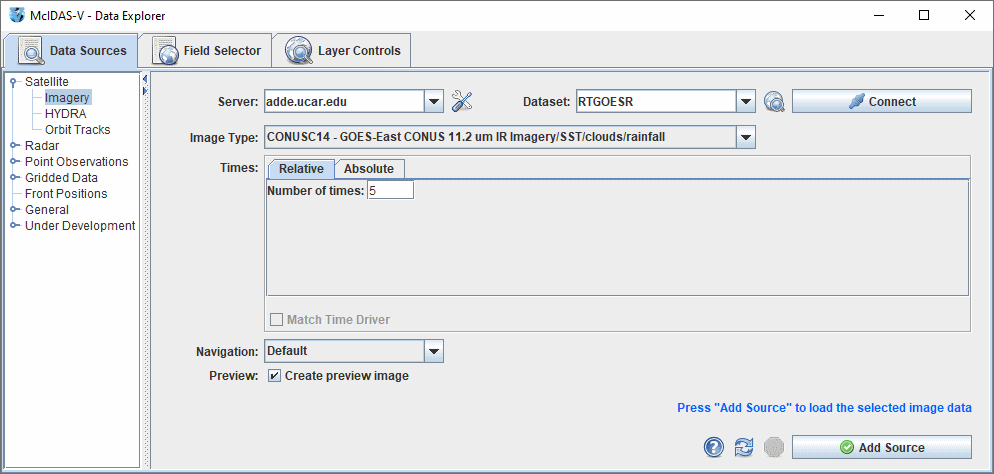 McIDAS-V - Data Explorer
Data Sources Field Selector Layer Controls
Satellite
Imagery
HYDRA
Orbit Tracks
Radar
Point Observations
Gridded Data
Front Positions
General
Under Development
Server: adde.ucar.edu Dataset: RTGOESR Connect
Image Type: CONUSC14 - GOES-East CONUS 11.2 um IR Imagery/SST/clouds/rainfall
Times: Relative Absolute
Number of times: 5
Match Time Driver
Navigation: Default
Preview: Create preview image
Press "Add Source" to load the selected image data
? Add Source